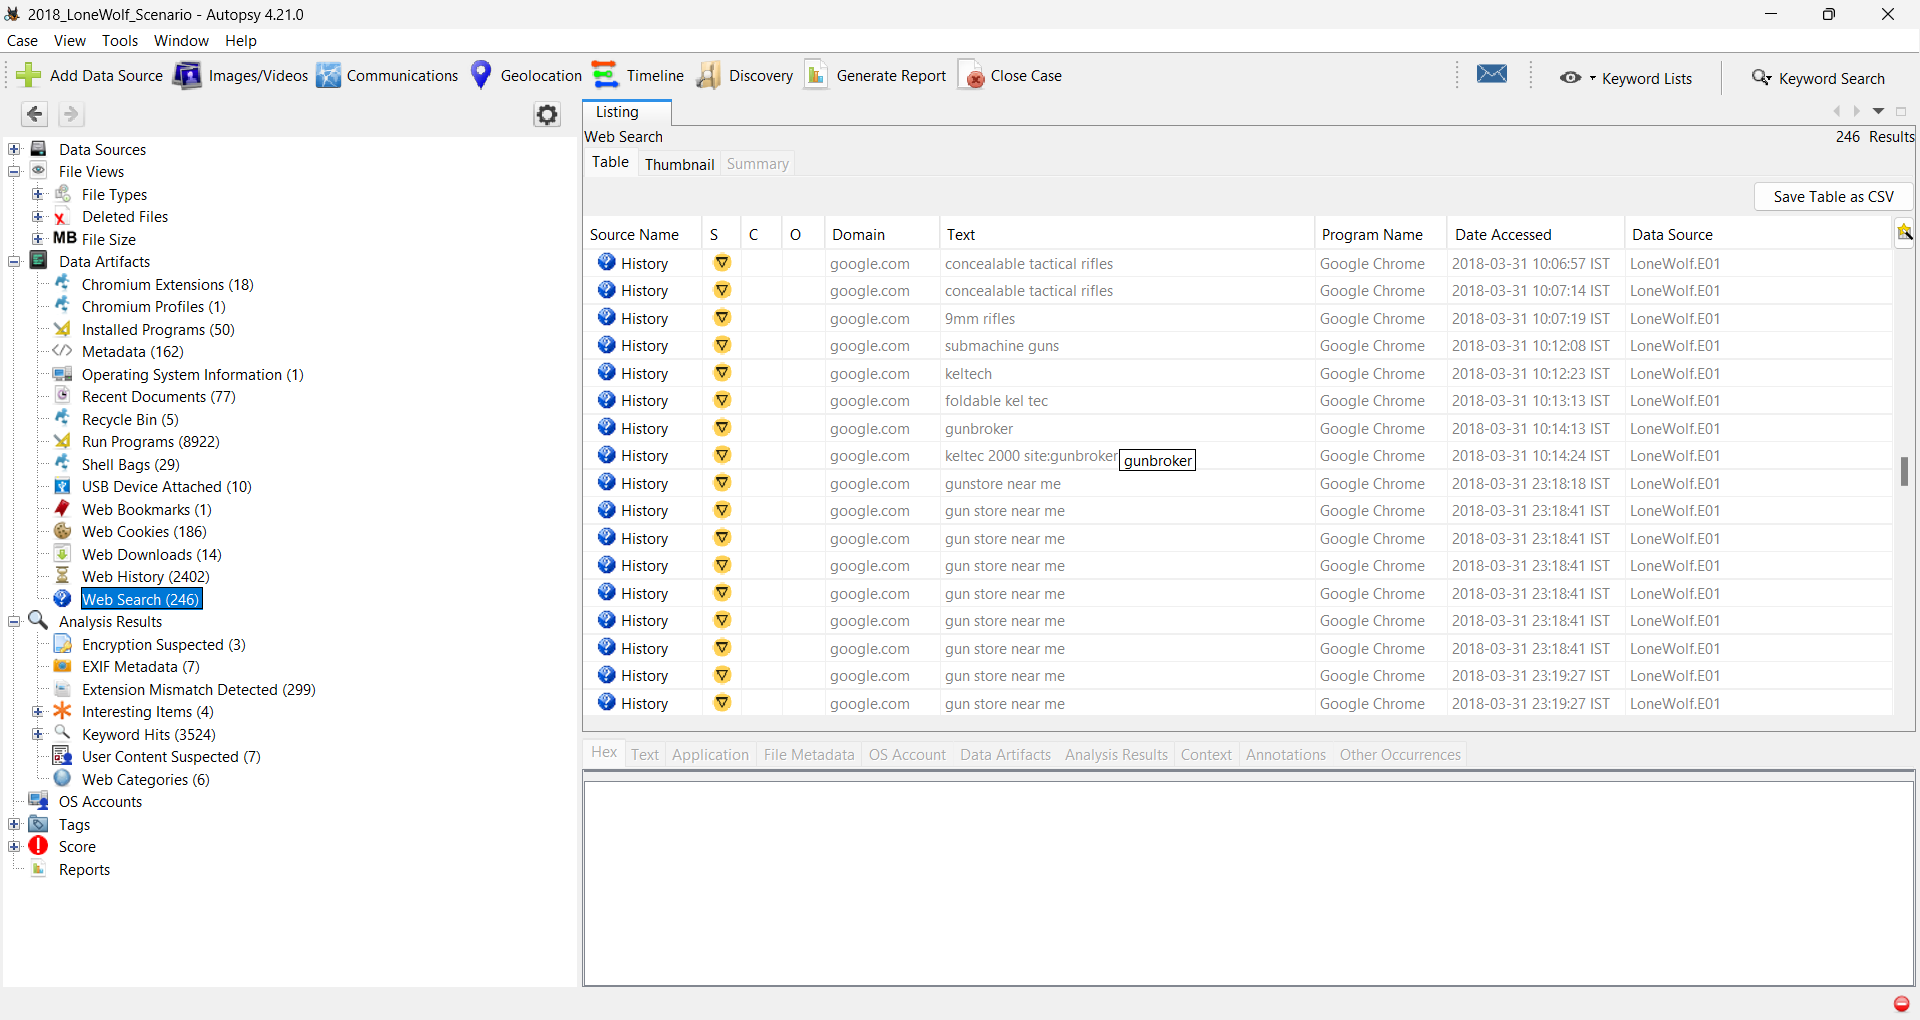 2018_LoneWolf_Scenario - Autopsy 4.21.0
Case View Tools Window Help
Add Data Source Images/Videos Communications Geolocation Timeline Discovery Generate Report Close Case Keyword Lists Keyword Search
Data Sources
File Views
File Types
Deleted Files
MB File Size
Data Artifacts
Chromium Extensions (18)
Chromium Profiles (1)
Installed Programs (50)
Metadata (162)
Operating System Information (1)
Recent Documents (77)
Recycle Bin (5)
Run Programs (8922)
Shell Bags (29)
USB Device Attached (10)
Web Bookmarks (1)
Web Cookies (186)
Web Downloads (14)
Web History (2402)
Web Search (246)
Analysis Results
Encryption Suspected (3)
EXIF Metadata (7)
Extension Mismatch Detected (299)
Interesting Items (4)
Keyword Hits (3524)
User Content Suspected (7)
Web Categories (6)
OS Accounts
Tags
Score
Reports
Listing
Web Search 246 Results
Table Thumbnail Summary
Save Table as CSV
Source Name S C O Domain Text Program Name Date Accessed Data Source
History google.com concealable tactical rifles Google Chrome 2018-03-31 10:06:57 IST LoneWolf.E01
History google.com concealable tactical rifles Google Chrome 2018-03-31 10:07:14 IST LoneWolf.E01
History google.com 9mm rifles Google Chrome 2018-03-31 10:07:19 IST LoneWolf.E01
History google.com submachine guns Google Chrome 2018-03-31 10:12:08 IST LoneWolf.E01
History google.com keltech Google Chrome 2018-03-31 10:12:23 IST LoneWolf.E01
History google.com foldable kel tec Google Chrome 2018-03-31 10:13:13 IST LoneWolf.E01
History google.com gunbroker Google Chrome 2018-03-31 10:14:13 IST LoneWolf.E01
History google.com keltec 2000 site:gunbroker gunbroker Google Chrome 2018-03-31 10:14:24 IST LoneWolf.E01
History google.com gunstore near me Google Chrome 2018-03-31 23:18:18 IST LoneWolf.E01
History google.com gun store near me Google Chrome 2018-03-31 23:18:41 IST LoneWolf.E01
History google.com gun store near me Google Chrome 2018-03-31 23:18:41 IST LoneWolf.E01
History google.com gun store near me Google Chrome 2018-03-31 23:18:41 IST LoneWolf.E01
History google.com gun store near me Google Chrome 2018-03-31 23:18:41 IST LoneWolf.E01
History google.com gun store near me Google Chrome 2018-03-31 23:18:41 IST LoneWolf.E01
History google.com gun store near me Google Chrome 2018-03-31 23:18:41 IST LoneWolf.E01
History google.com gun store near me Google Chrome 2018-03-31 23:19:27 IST LoneWolf.E01
History google.com gun store near me Google Chrome 2018-03-31 23:19:27 IST LoneWolf.E01
Hex Text Application File Metadata OS Account Data Artifacts Analysis Results Context Annotations Other Occurrences